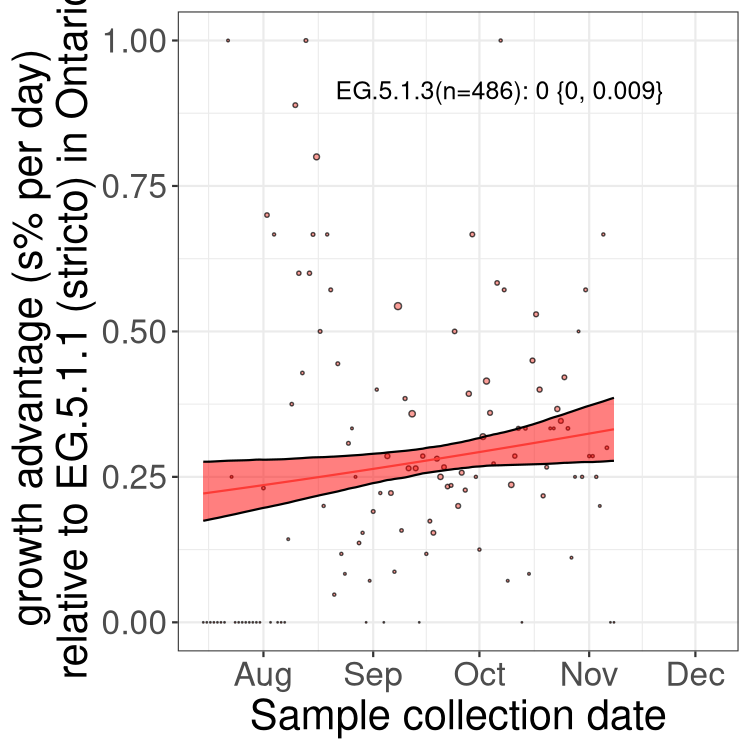 growth advantage (s% per day)
relative to EG.5.1.1 (stricto) in Ontario
1.00
0.75
0.50
0.25
0.00
EG.5.1.3(n=486): 0 {0, 0.009}
Aug Sep Oct Nov Dec
Sample collection date